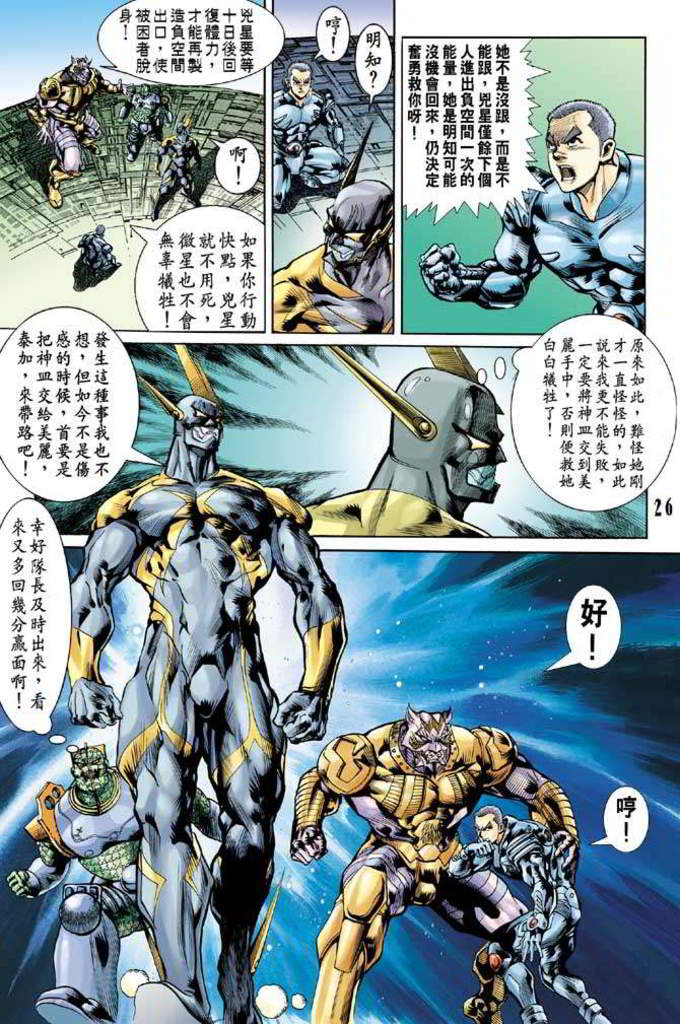 她不是沒跟，而是不
能跟，兇星僅餘下個
人進出負空間一次的
能量，她是明知可能
沒機會回來，仍決定
奮勇救你呀！
明知？
哼！
兇星要等
十日後回
復體力，
才能再製
造負空間
出口，使
被困者脫
身！
啊！
如果你行動
快點，兇星
就不用死，
微星也不會
無辜犧牲！
原來如此，難怪她剛
才一直怪怪的，如此
說來我更不能失敗，
一定要將神皿交到美
麗手中，否則便教她
白白犧牲了！
發生這種事我也不
想，但如今不是傷
感的時候，首要是
把神皿交給美麗，
泰加，來帶路吧！
26
好！
哼！
幸好隊長及時出來，看
來又多回幾分贏面啊！